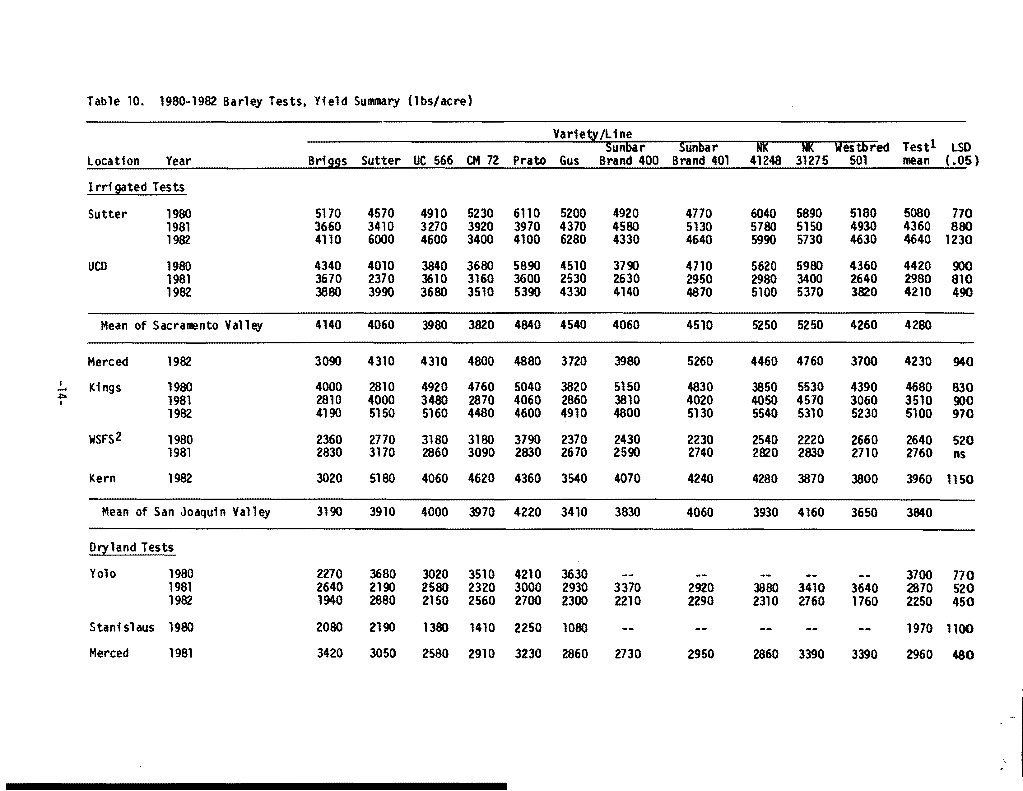 Table 10. 1980-1982 Barley Tests, Yield Summary (lbs/acre)
Variety/Line
Sunbar Sunbar NK NK Westbred Test1 LSD
Location Year Briggs Sutter UC 566 CM 72 Prato Gus Brand 400 Brand 401 41248 31275 501 mean (.05)
Irrigated Tests
Sutter 1980 5170 4570 4910 5230 6110 5200 4920 4770 6040 5890 5180 5080 770
1981 3660 3410 3270 3920 3970 4370 4580 5130 5780 5150 4930 4360 880
1982 4110 6000 4600 3400 4100 6280 4330 4640 5990 5730 4630 4640 1230
UCD 1980 4340 4010 3840 3680 5890 4510 3790 4710 5620 5980 4360 4420 900
1981 3670 2370 3610 3160 3600 2530 2630 2950 2980 3400 2640 2980 810
1982 3880 3990 3680 3510 5390 4330 4140 4870 5100 5370 3820 4210 490
Mean of Sacramento Valley 4140 4060 3980 3820 4840 4540 4060 4510 5250 5250 4260 4280
Merced 1982 3090 4310 4310 4800 4880 3720 3980 5260 4460 4760 3700 4230 940
Kings 1980 4000 2810 4920 4760 5040 3820 5150 4830 3850 5530 4390 4680 830
1981 2810 4000 3480 2870 4060 2860 3810 4020 4050 4570 3060 3510 900
1982 4190 5150 5160 4480 4600 4910 4800 5130 5540 5310 5230 5100 970
WSFS2 1980 2360 2770 3180 3180 3790 2370 2430 2230 2540 2220 2660 2640 520
1981 2830 3170 2860 3090 2830 2670 2590 2740 2820 2830 2710 2760 ns
Kern 1982 3020 5180 4060 4620 4360 3540 4070 4240 4280 3870 3800 3960 1150
Mean of San Joaquin Valley 3190 3910 4000 3970 4220 3410 3830 4060 3930 4160 3650 3840
Dryland Tests
Yolo 1980 2270 3680 3020 3510 4210 3630 -- -- -- -- -- 3700 770
1981 2640 2190 2580 2320 3000 2930 3370 2920 3880 3410 3640 2870 520
1982 1940 2880 2150 2560 2700 2300 2210 2290 2310 2760 1760 2250 450
Stanislaus 1980 2080 2190 1380 1410 2250 1080 -- -- -- -- -- 1970 1100
Merced 1981 3420 3050 2580 2910 3230 2860 2730 2950 2860 3390 3390 2960 480
-14-